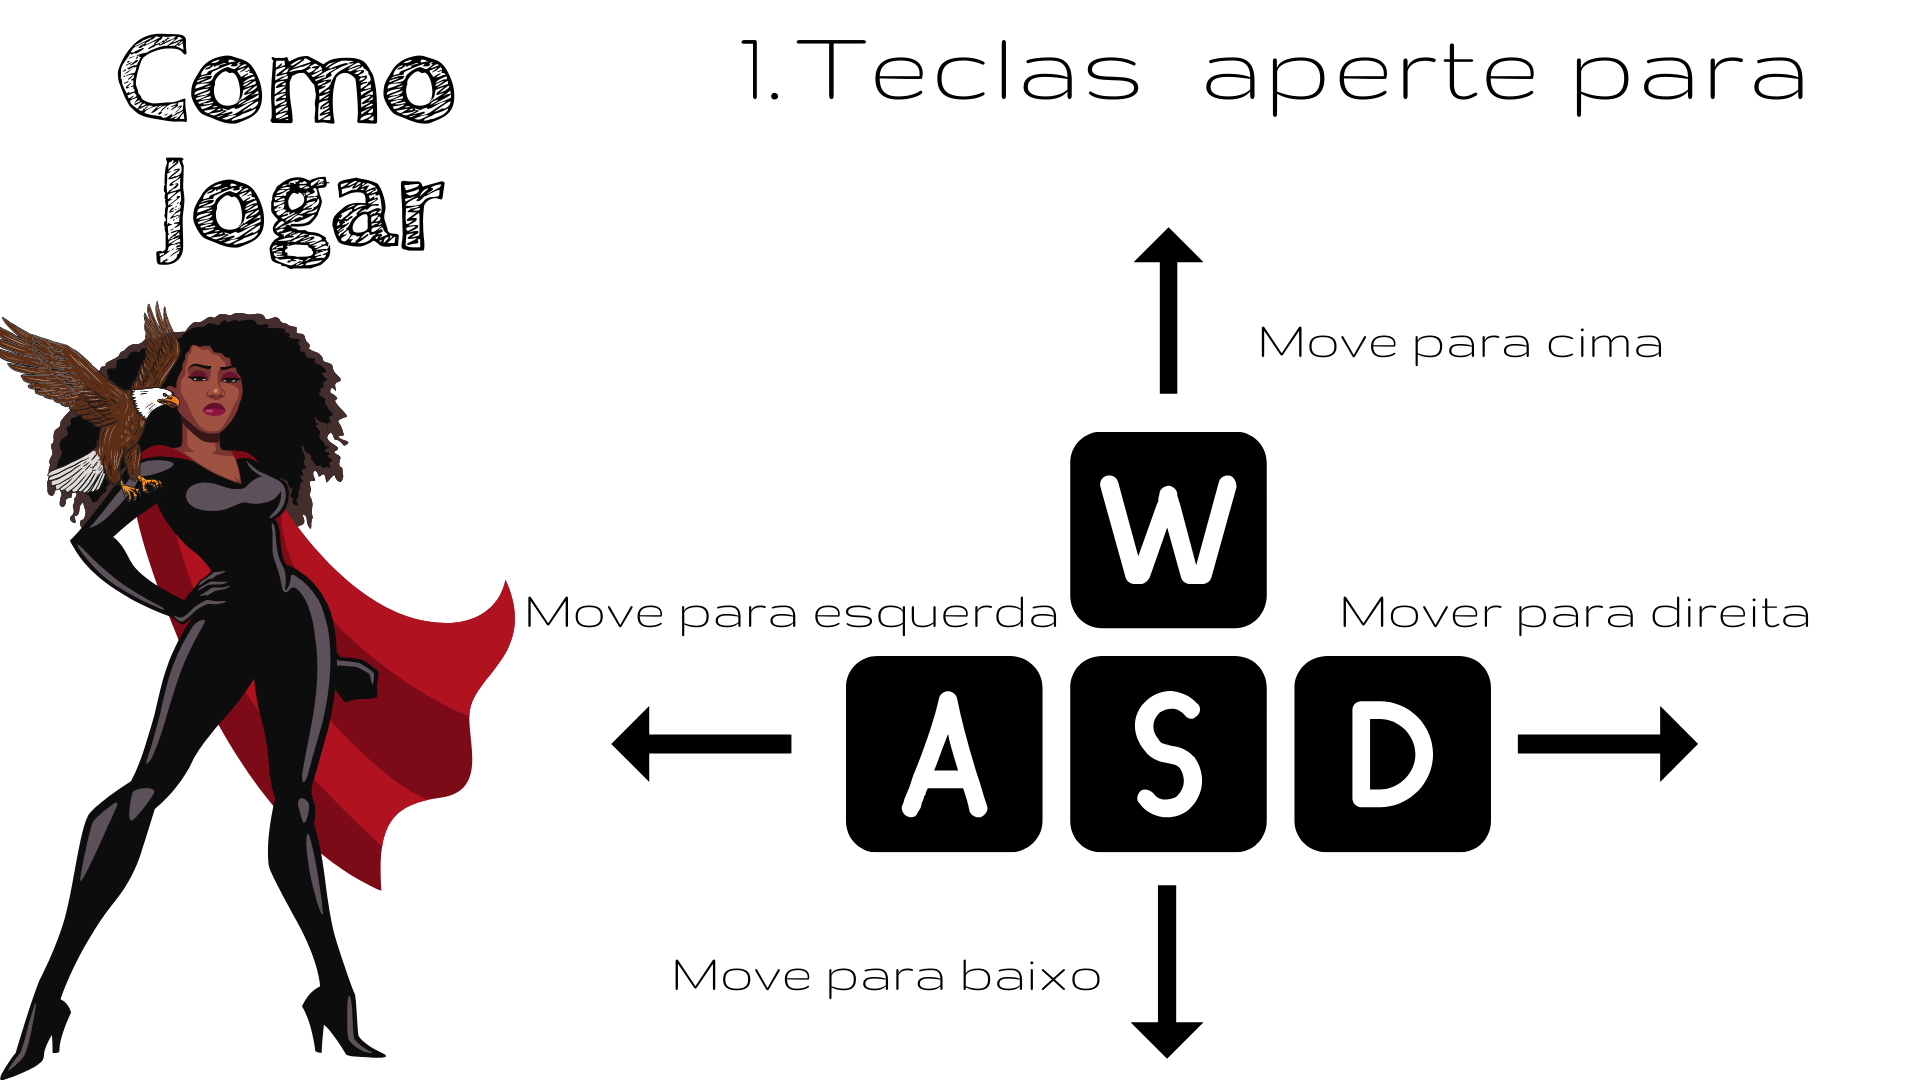 Como
Jogar
1.Teclas aperte para
Move para cima
W
Move para esquerda
Mover para direita
A
S
D
Move para baixo